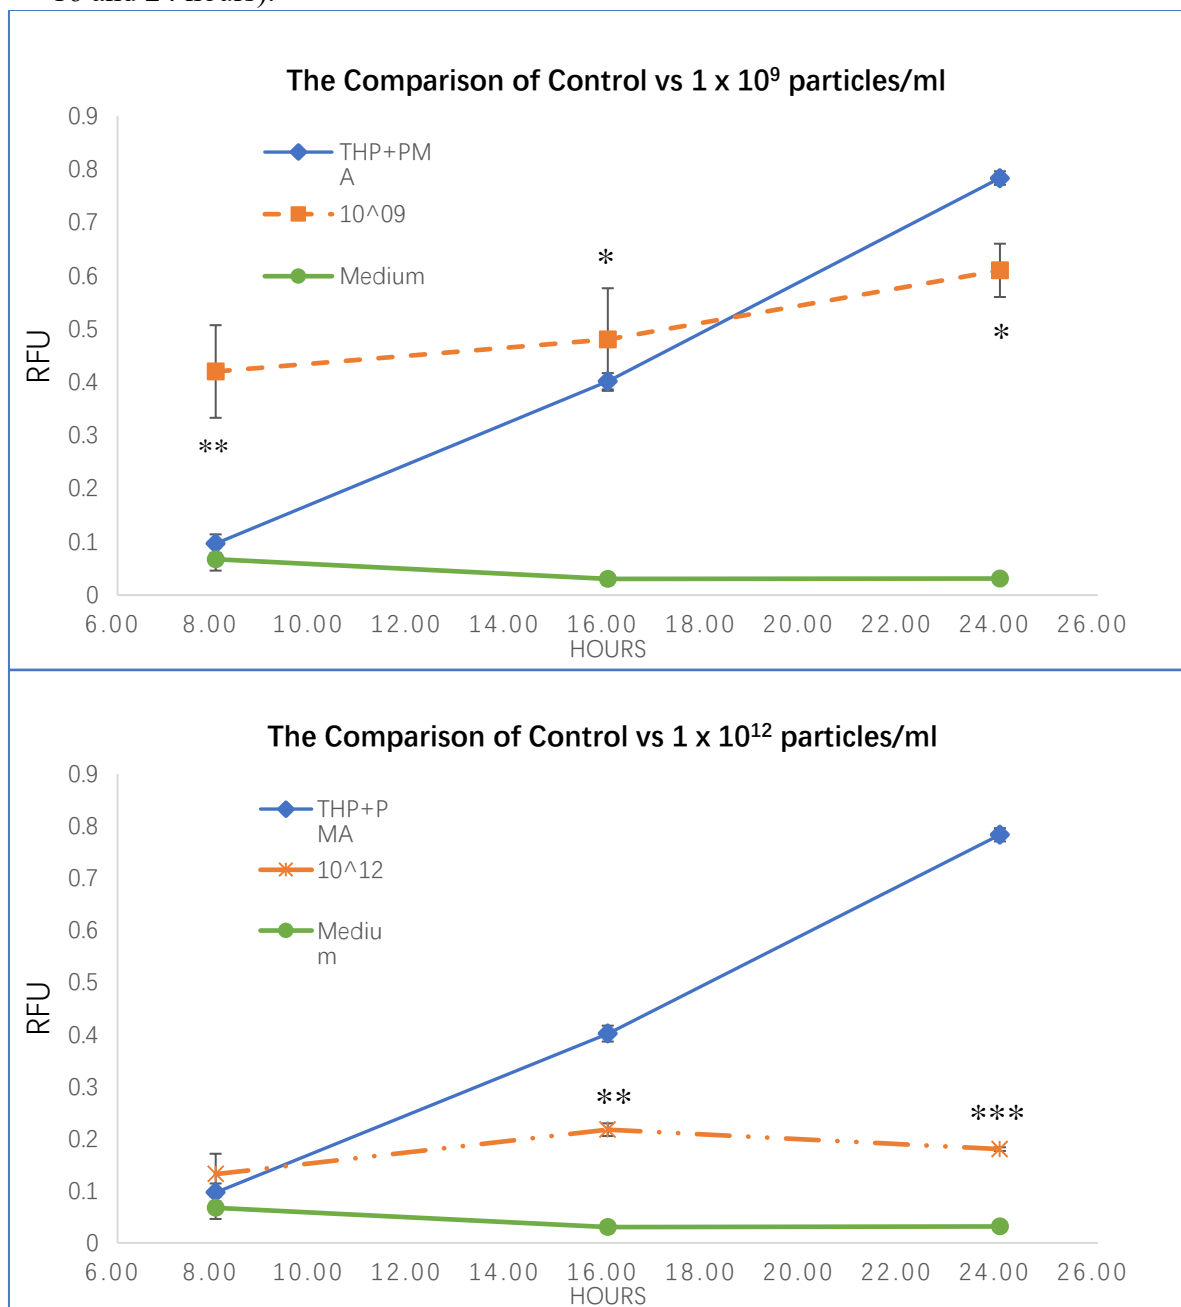 16 and 24 hours).
The Comparison of Control vs 1 x 10⁹ particles/ml
0.9
0.8
0.7
0.6
0.5
0.4
0.3
0.2
0.1
0
RFU
THP+PM
A
10^09
Medium
**
*
*
6.00 8.00 10.00 12.00 14.00 16.00 18.00 20.00 22.00 24.00 26.00
HOURS
The Comparison of Control vs 1 x 10¹² particles/ml
0.9
0.8
0.7
0.6
0.5
0.4
0.3
0.2
0.1
0
RFU
THP+P
MA
10^12
Mediu
m
**
***
6.00 8.00 10.00 12.00 14.00 16.00 18.00 20.00 22.00 24.00 26.00
HOURS